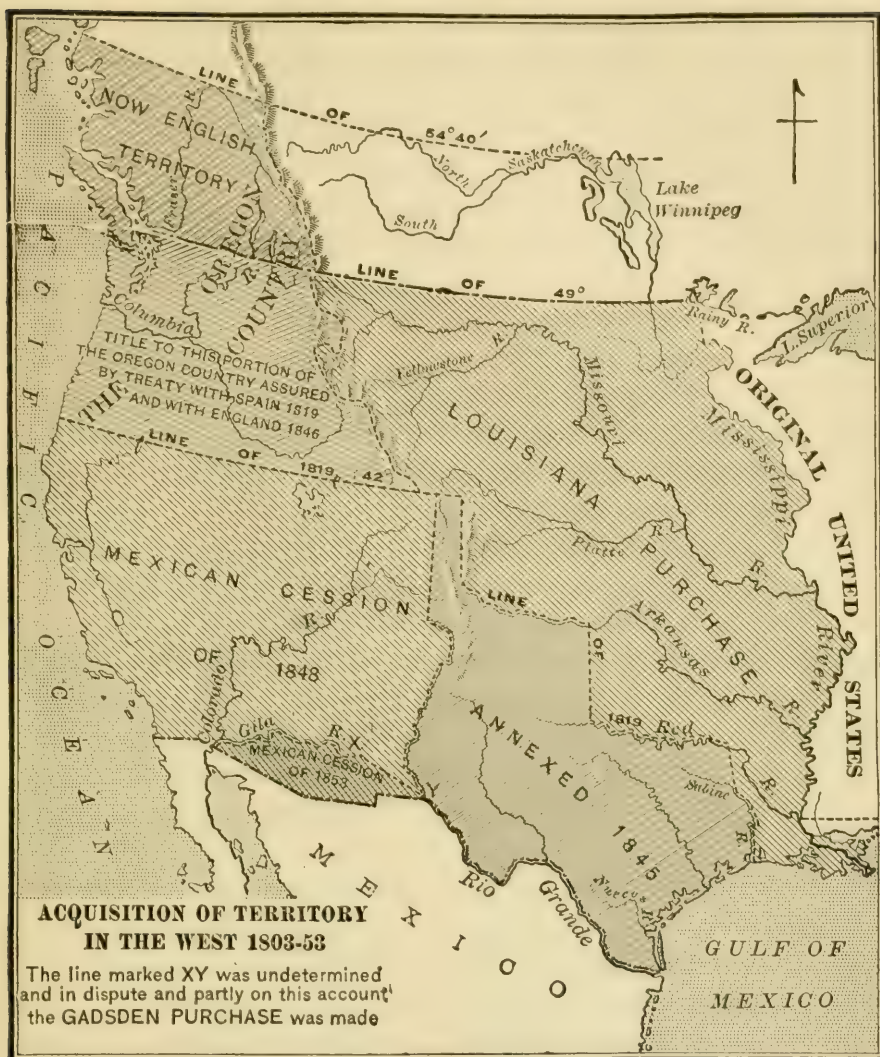 LINE OF 54°40'
NOW ENGLISH
TERRITORY
Fraser R.
North
Saskatchewan
South
Lake
Winnipeg
PACIFIC OCEAN
LINE OF 49°
THE OREGON COUNTRY
R.
Columbia
TITLE TO THIS PORTION OF
THE OREGON COUNTRY ASSURED
BY TREATY WITH SPAIN 1819
AND WITH ENGLAND 1846
Rainy R.
L. Superior
Yellowstone R.
Missouri R.
Mississippi River
ORIGINAL UNITED STATES
LOUISIANA PURCHASE
LINE OF 1819, 42°
Platte R.
MEXICAN CESSION
OF 1848
Colorado R.
LINE OF 1819
Arkansas R.
Red R.
Gila R.
X
MEXICAN CESSION
OF 1853
Y
ANNEXED 1845
Sabine R.
Nueces R.
Rio Grande
MEXICO
GULF OF
MEXICO
ACQUISITION OF TERRITORY
IN THE WEST 1803-53
The line marked XY was undetermined
and in dispute and partly on this account
the GADSDEN PURCHASE was made